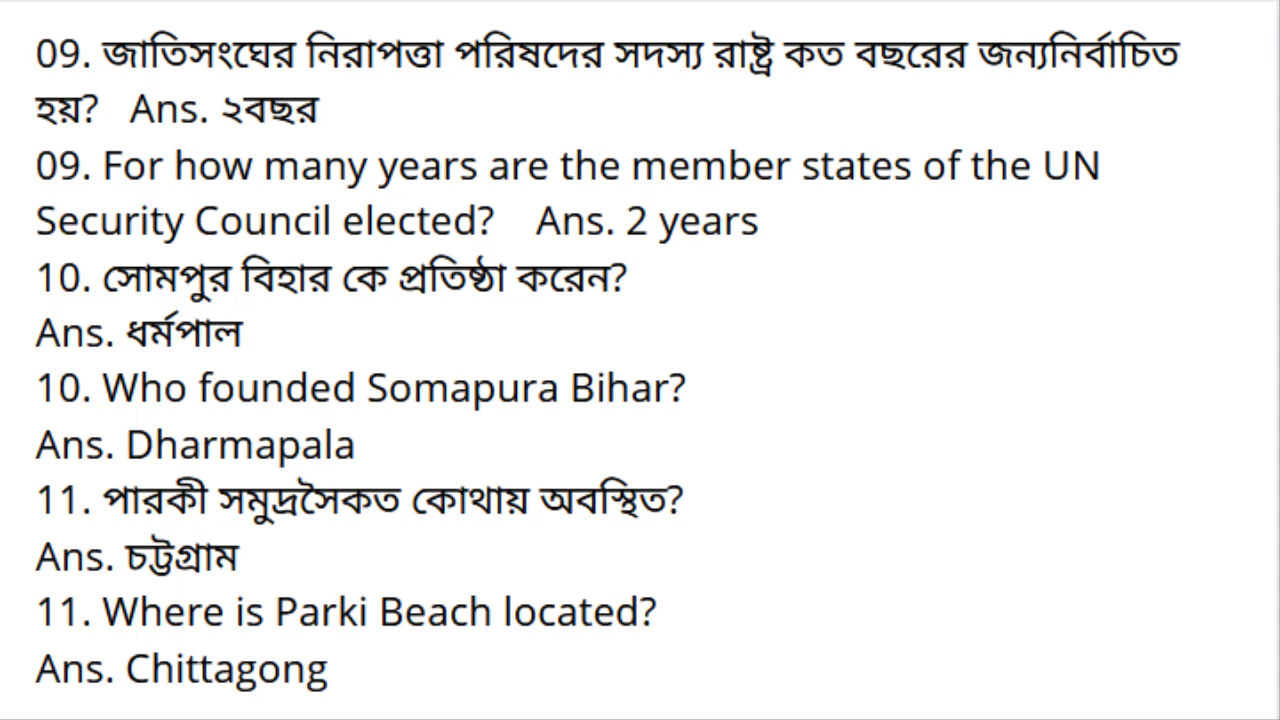 09. জাতিসংঘের নিরাপত্তা পরিষদের সদস্য রাষ্ট্র কত বছরের জন্যনির্বাচিত
হয়? Ans. ২বছর
09. For how many years are the member states of the UN
Security Council elected? Ans. 2 years
10. সোমপুর বিহার কে প্রতিষ্ঠা করেন?
Ans. ধর্মপাল
10. Who founded Somapura Bihar?
Ans. Dharmapala
11. পারকী সমুদ্রসৈকত কোথায় অবস্থিত?
Ans. চট্টগ্রাম
11. Where is Parki Beach located?
Ans. Chittagong